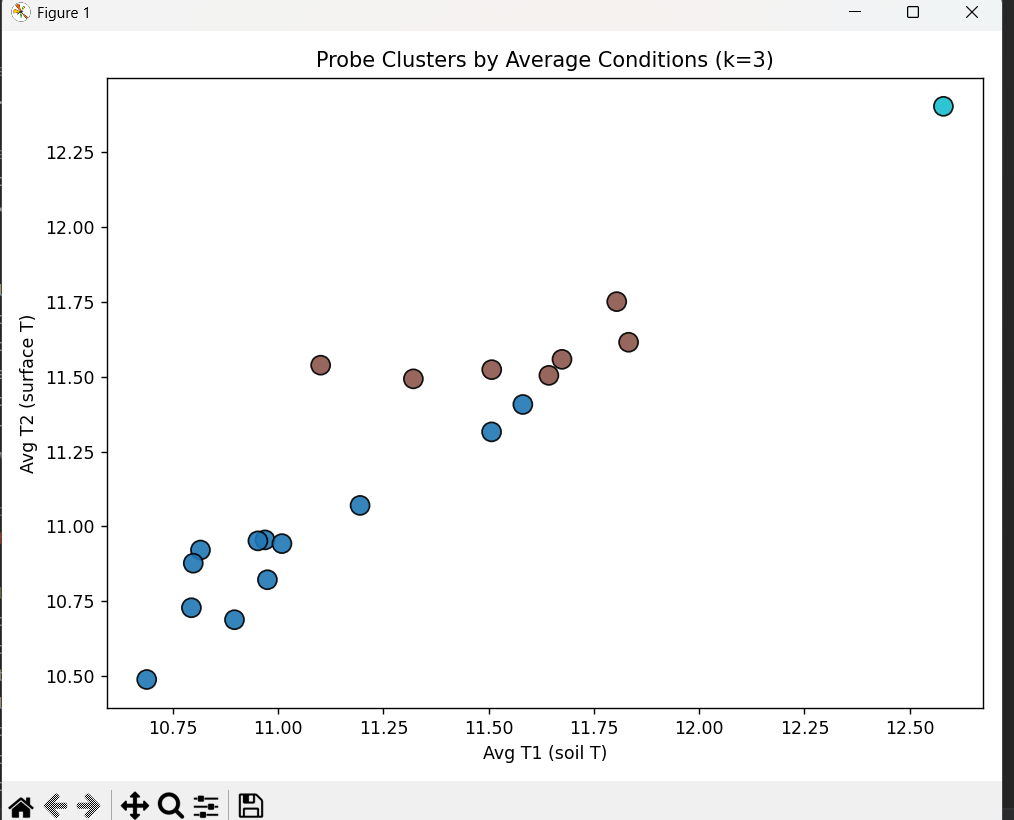 Figure 1
Probe Clusters by Average Conditions (k=3)
12.25
12.00
11.75
11.50
11.25
11.00
10.75
10.50
Avg T2 (surface T)
10.75 11.00 11.25 11.50 11.75 12.00 12.25 12.50
Avg T1 (soil T)